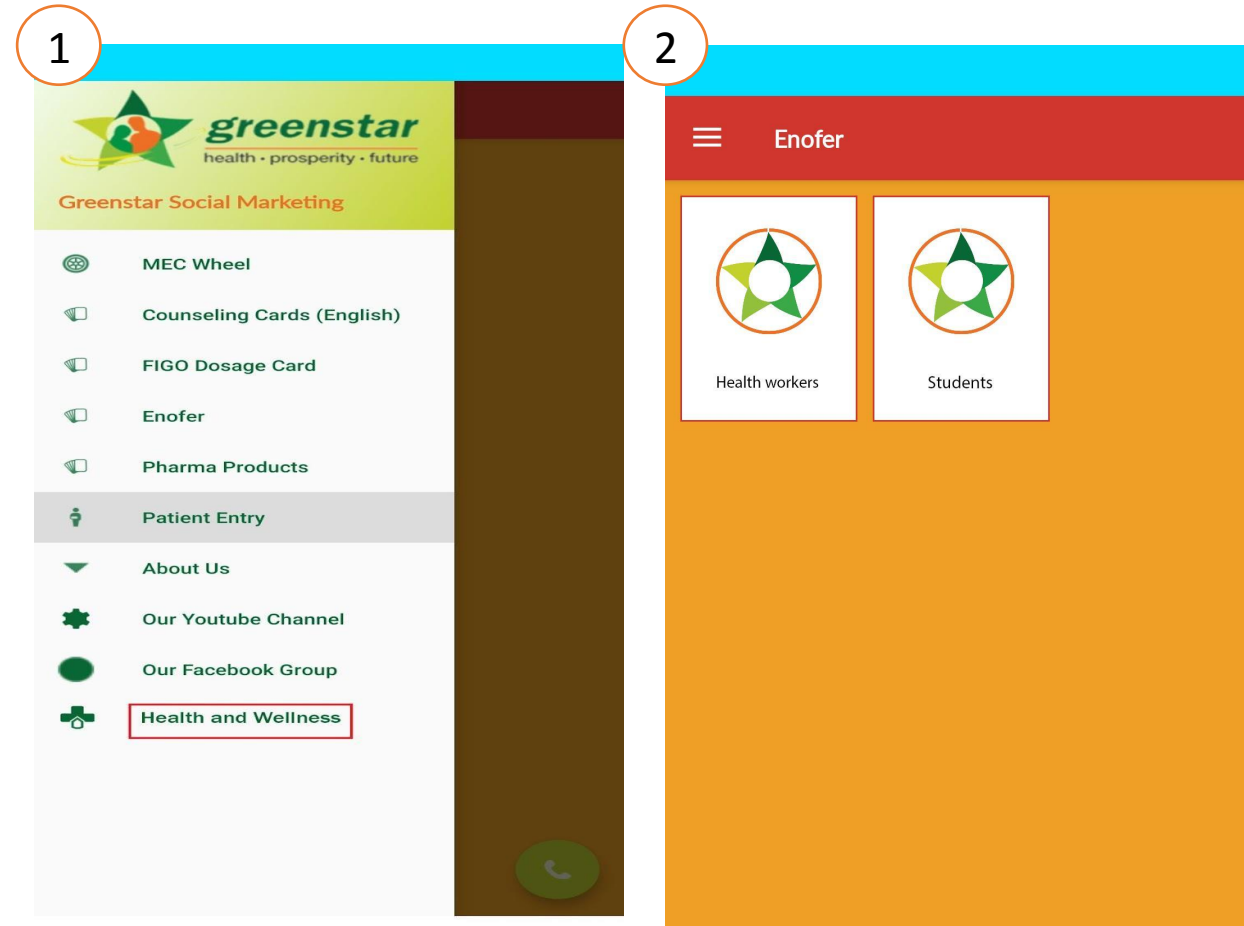 1
greenstar
health · prosperity · future
Greenstar Social Marketing
MEC Wheel
Counseling Cards (English)
FIGO Dosage Card
Enofer
Pharma Products
Patient Entry
About Us
Our Youtube Channel
Our Facebook Group
Health and Wellness
2
Enofer
Health workers
Students